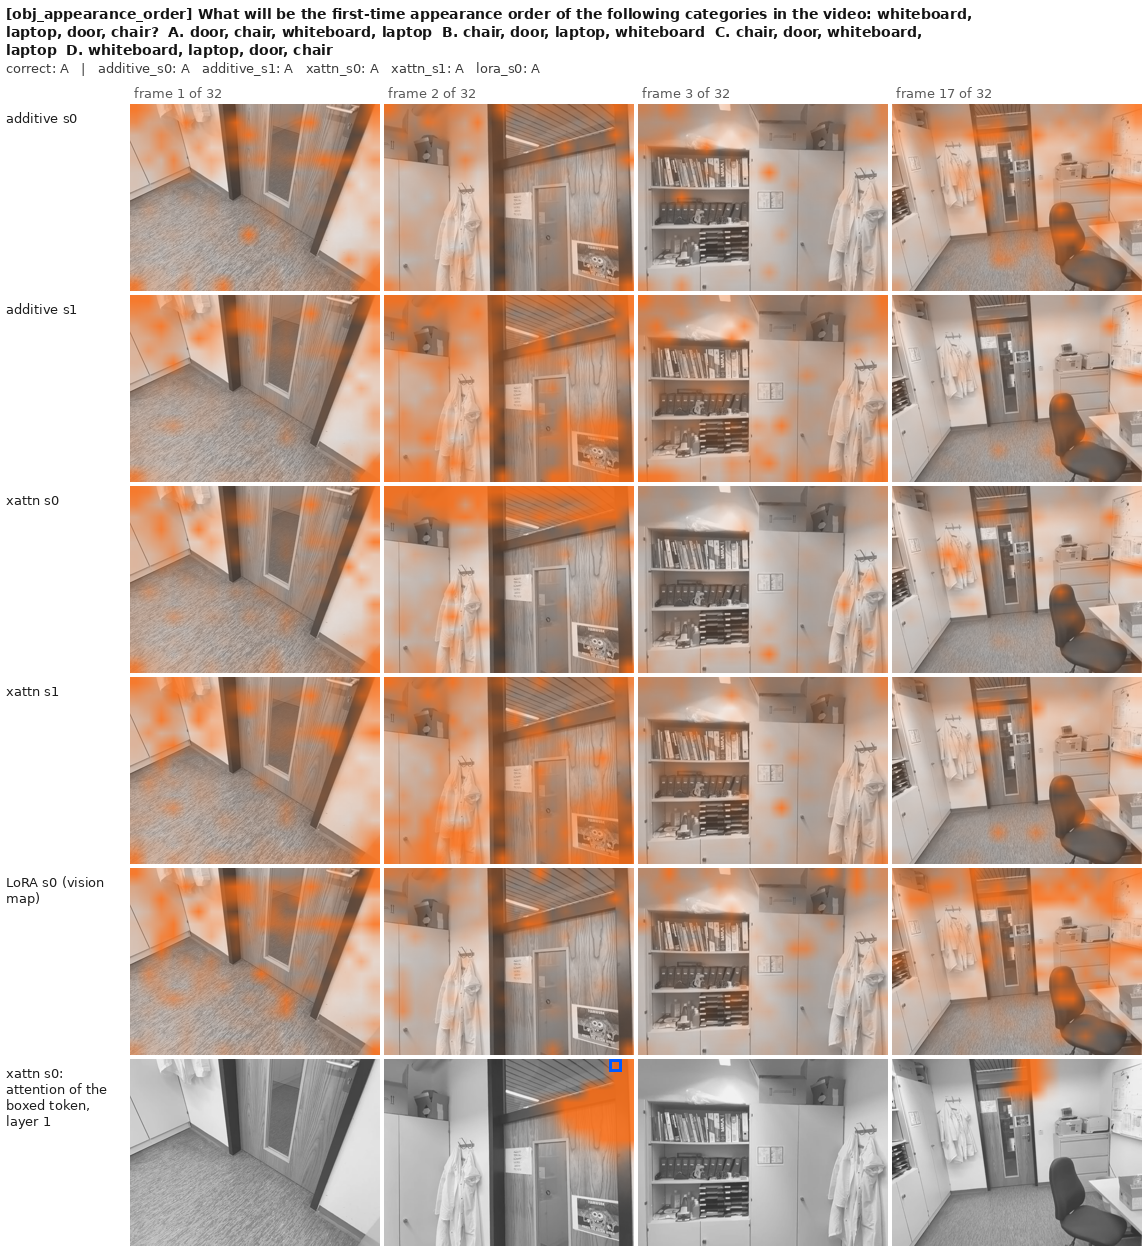 [obj_appearance_order] What will be the first-time appearance order of the following categories in the video: whiteboard,
laptop, door, chair?  A. door, chair, whiteboard, laptop  B. chair, door, laptop, whiteboard  C. chair, door, whiteboard,
laptop  D. whiteboard, laptop, door, chair
correct: A   |   additive_s0: A   additive_s1: A   xattn_s0: A   xattn_s1: A   lora_s0: A
frame 1 of 32
frame 2 of 32
frame 3 of 32
frame 17 of 32
additive s0
additive s1
xattn s0
xattn s1
LoRA s0 (vision
map)
xattn s0:
attention of the
boxed token,
layer 1